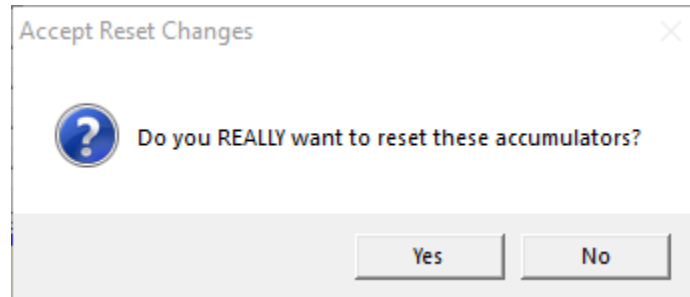 Accept Reset Changes
Do you REALLY want to reset these accumulators?
Yes
No